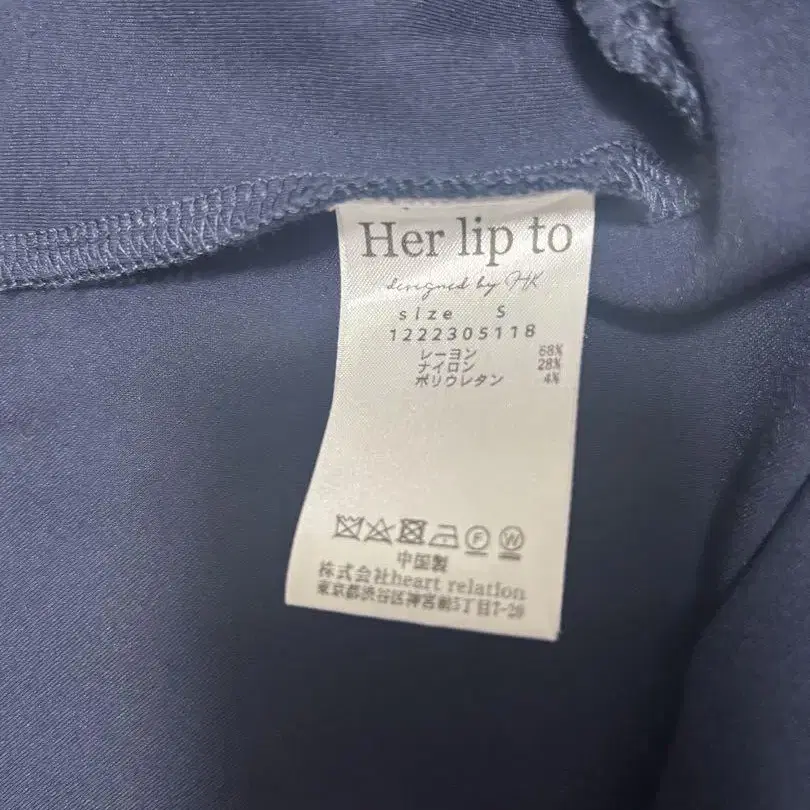 Her lip to
designed by HK
size S
1222305118
レーヨン 68%
ナイロン 28%
ポリウレタン 4%
F W
中国製
株式会社heart relation
東京都渋谷区神宮前5丁目7-20